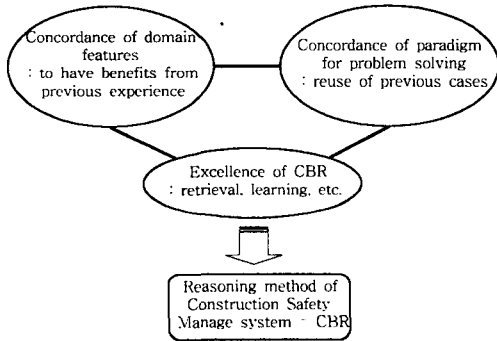 Concordance of domain
features
: to have benefits from
previous experience
Concordance of paradigm
for problem solving
: reuse of previous cases
Excellence of CBR
: retrieval, learning, etc.
Reasoning method of
Construction Safety
Manage system - CBR